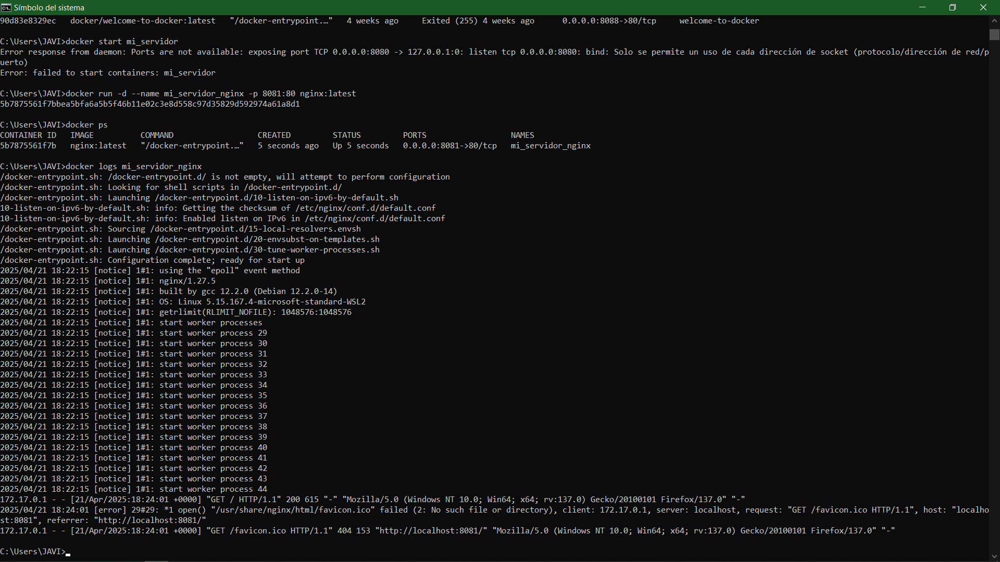 Símbolo del sistema
90d83e8329ec   docker/welcome-to-docker:latest   "/docker-entrypoint.…"   4 weeks ago     Exited (255) 4 weeks ago      0.0.0.0:8088->80/tcp     welcome-to-docker
C:\Users\JAVI>docker start mi_servidor
Error response from daemon: Ports are not available: exposing port TCP 0.0.0.0:8080 -> 127.0.0.1:0: listen tcp 0.0.0.0:8080: bind: Solo se permite un uso de cada dirección de socket (protocolo/dirección de red/p
uerto)
Error: failed to start containers: mi_servidor
C:\Users\JAVI>docker run -d --name mi_servidor_nginx -p 8081:80 nginx:latest
5b7875561f7bbea5bfa6a5b5f46b11e02c3e8d558c97d35829d592974a61a8d1
C:\Users\JAVI>docker ps
CONTAINER ID   IMAGE          COMMAND                  CREATED         STATUS         PORTS                  NAMES
5b7875561f7b   nginx:latest   "/docker-entrypoint.…"   5 seconds ago   Up 5 seconds   0.0.0.0:8081->80/tcp   mi_servidor_nginx
C:\Users\JAVI>docker logs mi_servidor_nginx
/docker-entrypoint.sh: /docker-entrypoint.d/ is not empty, will attempt to perform configuration
/docker-entrypoint.sh: Looking for shell scripts in /docker-entrypoint.d/
/docker-entrypoint.sh: Launching /docker-entrypoint.d/10-listen-on-ipv6-by-default.sh
10-listen-on-ipv6-by-default.sh: info: Getting the checksum of /etc/nginx/conf.d/default.conf
10-listen-on-ipv6-by-default.sh: info: Enabled listen on IPv6 in /etc/nginx/conf.d/default.conf
/docker-entrypoint.sh: Sourcing /docker-entrypoint.d/15-local-resolvers.envsh
/docker-entrypoint.sh: Launching /docker-entrypoint.d/20-envsubst-on-templates.sh
/docker-entrypoint.sh: Launching /docker-entrypoint.d/30-tune-worker-processes.sh
/docker-entrypoint.sh: Configuration complete; ready for start up
2025/04/21 18:22:15 [notice] 1#1: using the "epoll" event method
2025/04/21 18:22:15 [notice] 1#1: nginx/1.27.5
2025/04/21 18:22:15 [notice] 1#1: built by gcc 12.2.0 (Debian 12.2.0-14)
2025/04/21 18:22:15 [notice] 1#1: OS: Linux 5.15.167.4-microsoft-standard-WSL2
2025/04/21 18:22:15 [notice] 1#1: getrlimit(RLIMIT_NOFILE): 1048576:1048576
2025/04/21 18:22:15 [notice] 1#1: start worker processes
2025/04/21 18:22:15 [notice] 1#1: start worker process 29
2025/04/21 18:22:15 [notice] 1#1: start worker process 30
2025/04/21 18:22:15 [notice] 1#1: start worker process 31
2025/04/21 18:22:15 [notice] 1#1: start worker process 32
2025/04/21 18:22:15 [notice] 1#1: start worker process 33
2025/04/21 18:22:15 [notice] 1#1: start worker process 34
2025/04/21 18:22:15 [notice] 1#1: start worker process 35
2025/04/21 18:22:15 [notice] 1#1: start worker process 36
2025/04/21 18:22:15 [notice] 1#1: start worker process 37
2025/04/21 18:22:15 [notice] 1#1: start worker process 38
2025/04/21 18:22:15 [notice] 1#1: start worker process 39
2025/04/21 18:22:15 [notice] 1#1: start worker process 40
2025/04/21 18:22:15 [notice] 1#1: start worker process 41
2025/04/21 18:22:15 [notice] 1#1: start worker process 42
2025/04/21 18:22:15 [notice] 1#1: start worker process 43
2025/04/21 18:22:15 [notice] 1#1: start worker process 44
172.17.0.1 - - [21/Apr/2025:18:24:01 +0000] "GET / HTTP/1.1" 200 615 "-" "Mozilla/5.0 (Windows NT 10.0; Win64; x64; rv:137.0) Gecko/20100101 Firefox/137.0" "-"
2025/04/21 18:24:01 [error] 29#29: *1 open() "/usr/share/nginx/html/favicon.ico" failed (2: No such file or directory), client: 172.17.0.1, server: localhost, request: "GET /favicon.ico HTTP/1.1", host: "localho
st:8081", referrer: "http://localhost:8081/"
172.17.0.1 - - [21/Apr/2025:18:24:01 +0000] "GET /favicon.ico HTTP/1.1" 404 153 "http://localhost:8081/" "Mozilla/5.0 (Windows NT 10.0; Win64; x64; rv:137.0) Gecko/20100101 Firefox/137.0" "-"
C:\Users\JAVI>